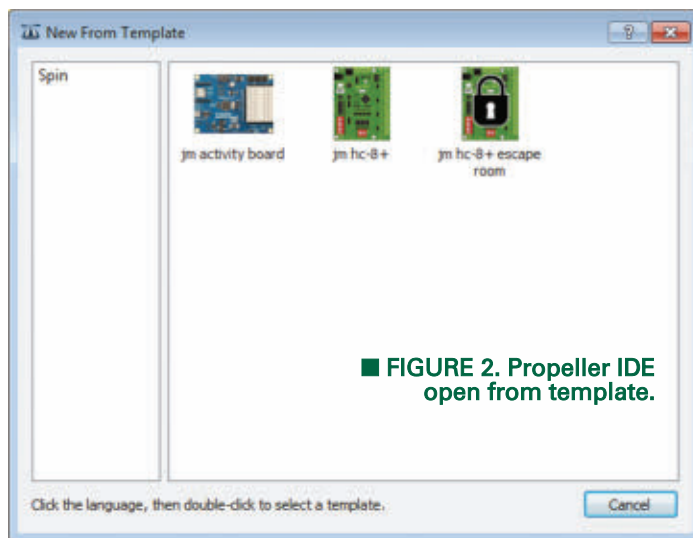 New From Template
Spin
jm activity board
jm hc-8+
jm hc-8+ escape
room
■ FIGURE 2. Propeller IDE
open from template.
Click the language, then double-click to select a template.
Cancel